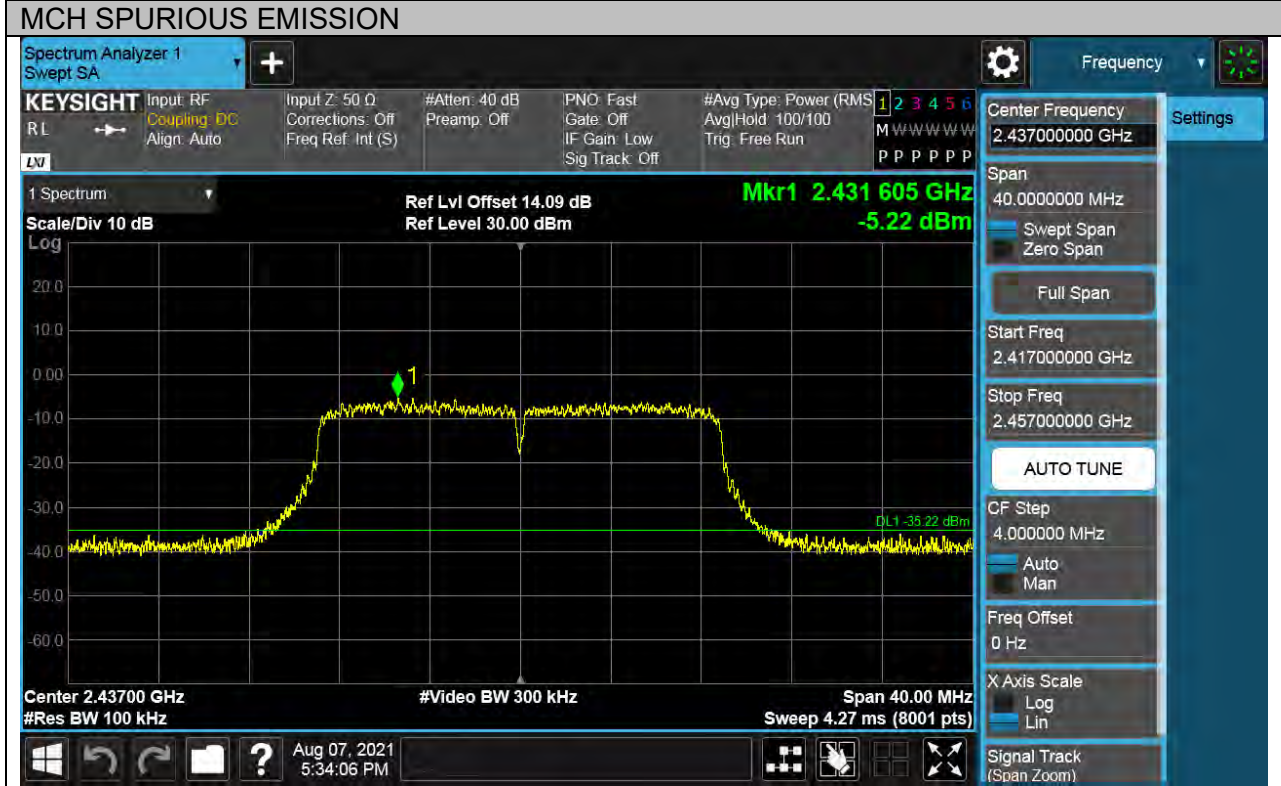 MCH SPURIOUS EMISSION
Spectrum Analyzer 1
Swept SA
+
Frequency
KEYSIGHT
RL
LXI
Input: RF
Coupling: DC
Align: Auto
Input Z: 50 Ω
Corrections: Off
Freq Ref: Int (S)
#Atten: 40 dB
Preamp: Off
PNO: Fast
Gate: Off
IF Gain: Low
Sig Track: Off
#Avg Type: Power (RMS
Avg|Hold: 100/100
Trig: Free Run
1 2 3 4 5 6
M W W W W W
P P P P P P
Center Frequency
2.437000000 GHz
Settings
Span
40.0000000 MHz
Swept Span
Zero Span
Full Span
Start Freq
2.417000000 GHz
Stop Freq
2.457000000 GHz
AUTO TUNE
CF Step
4.000000 MHz
Auto
Man
Freq Offset
0 Hz
X Axis Scale
Log
Lin
Signal Track
(Span Zoom)
1 Spectrum
Scale/Div 10 dB
Ref Lvl Offset 14.09 dB
Ref Level 30.00 dBm
Mkr1 2.431 605 GHz
-5.22 dBm
Log
20.0
10.0
0.00
-10.0
-20.0
-30.0
-40.0
-50.0
-60.0
1
DL1 -35.22 dBm
Center 2.43700 GHz
#Video BW 300 kHz
Span 40.00 MHz
#Res BW 100 kHz
Sweep 4.27 ms (8001 pts)
?
Aug 07, 2021
5:34:06 PM